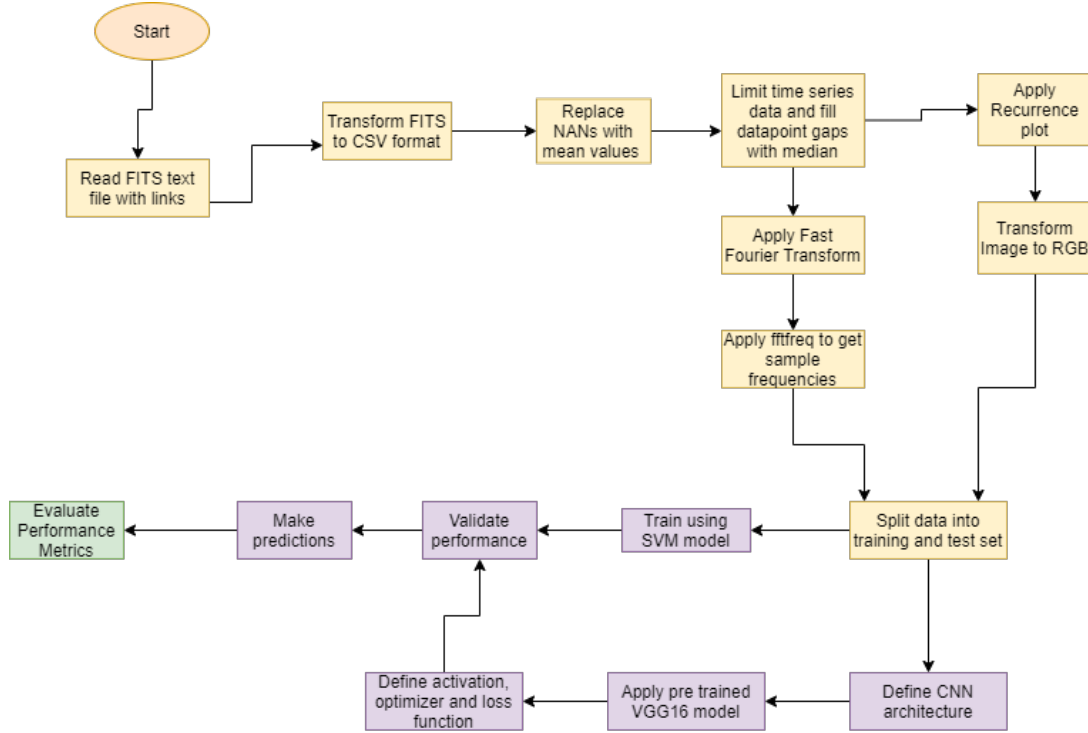 Start
Read FITS text
file with links
Transform FITS
to CSV format
Replace
NANs with
mean values
Limit time series
data and fill
datapoint gaps
with median
Apply
Recurrence
plot
Transform
Image to RGB
Apply Fast
Fourier Transform
Apply fftfreq to get
sample
frequencies
Split data into
training and test set
Train using
SVM model
Validate
performance
Make
predictions
Evaluate
Performance
Metrics
Define CNN
architecture
Apply pre trained
VGG16 model
Define activation,
optimizer and loss
function